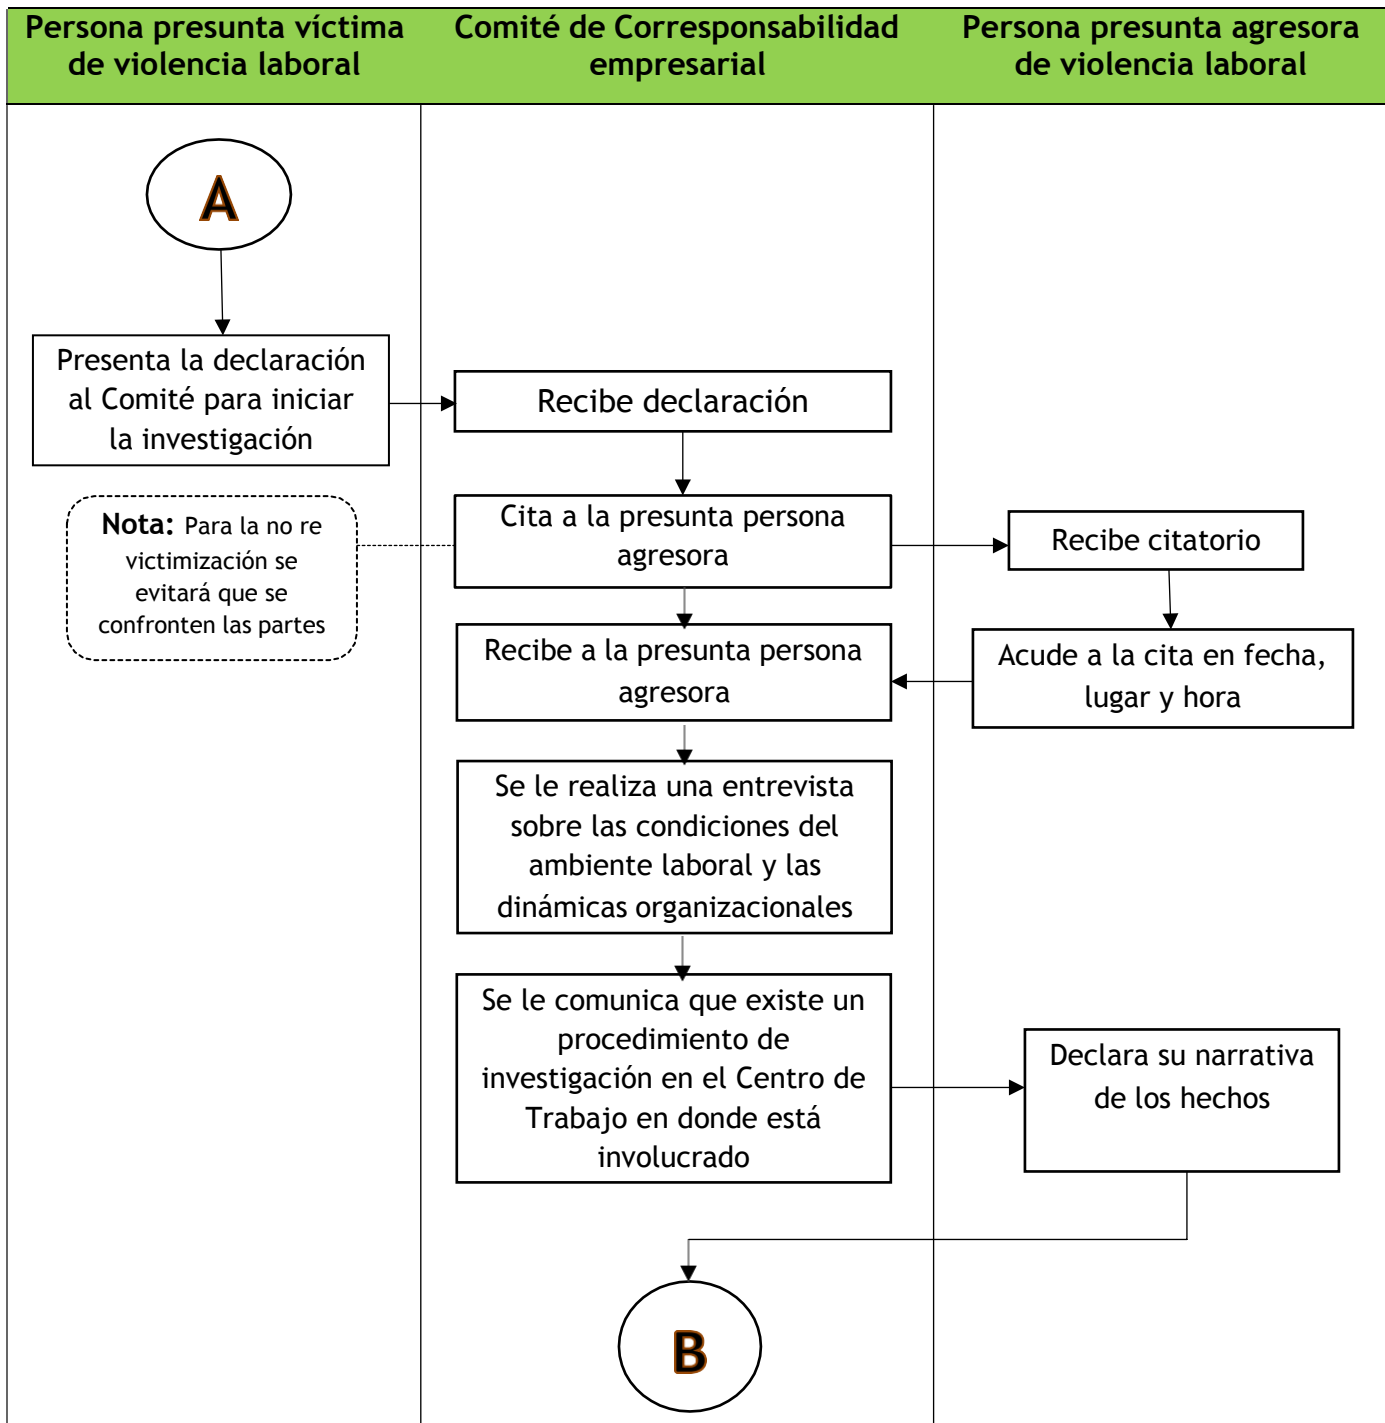 Persona presunta víctima
de violencia laboral
Comité de Corresponsabilidad
empresarial
Persona presunta agresora
de violencia laboral
A
Presenta la declaración
al Comité para iniciar
la investigación
Recibe declaración
Nota: Para la no re
victimización se
evitará que se
confronten las partes
Cita a la presunta persona
agresora
Recibe citatorio
Recibe a la presunta persona
agresora
Acude a la cita en fecha,
lugar y hora
Se le realiza una entrevista
sobre las condiciones del
ambiente laboral y las
dinámicas organizacionales
Se le comunica que existe un
procedimiento de
investigación en el Centro de
Trabajo en donde está
involucrado
Declara su narrativa
de los hechos
B